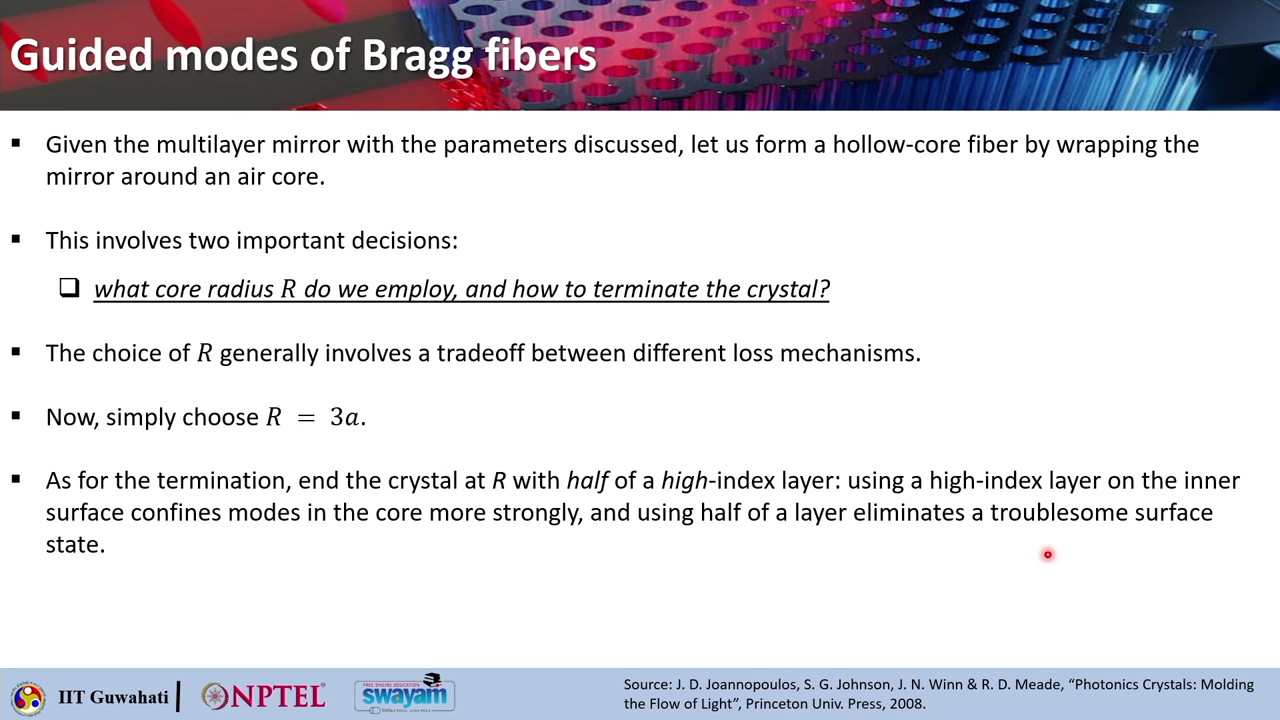 Guided modes of Bragg fibers
▪ Given the multilayer mirror with the parameters discussed, let us form a hollow-core fiber by wrapping the
mirror around an air core.
▪ This involves two important decisions:
❑ what core radius R do we employ, and how to terminate the crystal?
▪ The choice of R generally involves a tradeoff between different loss mechanisms.
▪ Now, simply choose R = 3a.
▪ As for the termination, end the crystal at R with half of a high-index layer: using a high-index layer on the inner
surface confines modes in the core more strongly, and using half of a layer eliminates a troublesome surface
state.
IIT Guwahati
NPTEL
FREE ONLINE EDUCATION
swayam
Source: J. D. Joannopoulos, S. G. Johnson, J. N. Winn & R. D. Meade, “Photonics Crystals: Molding
the Flow of Light”, Princeton Univ. Press, 2008.